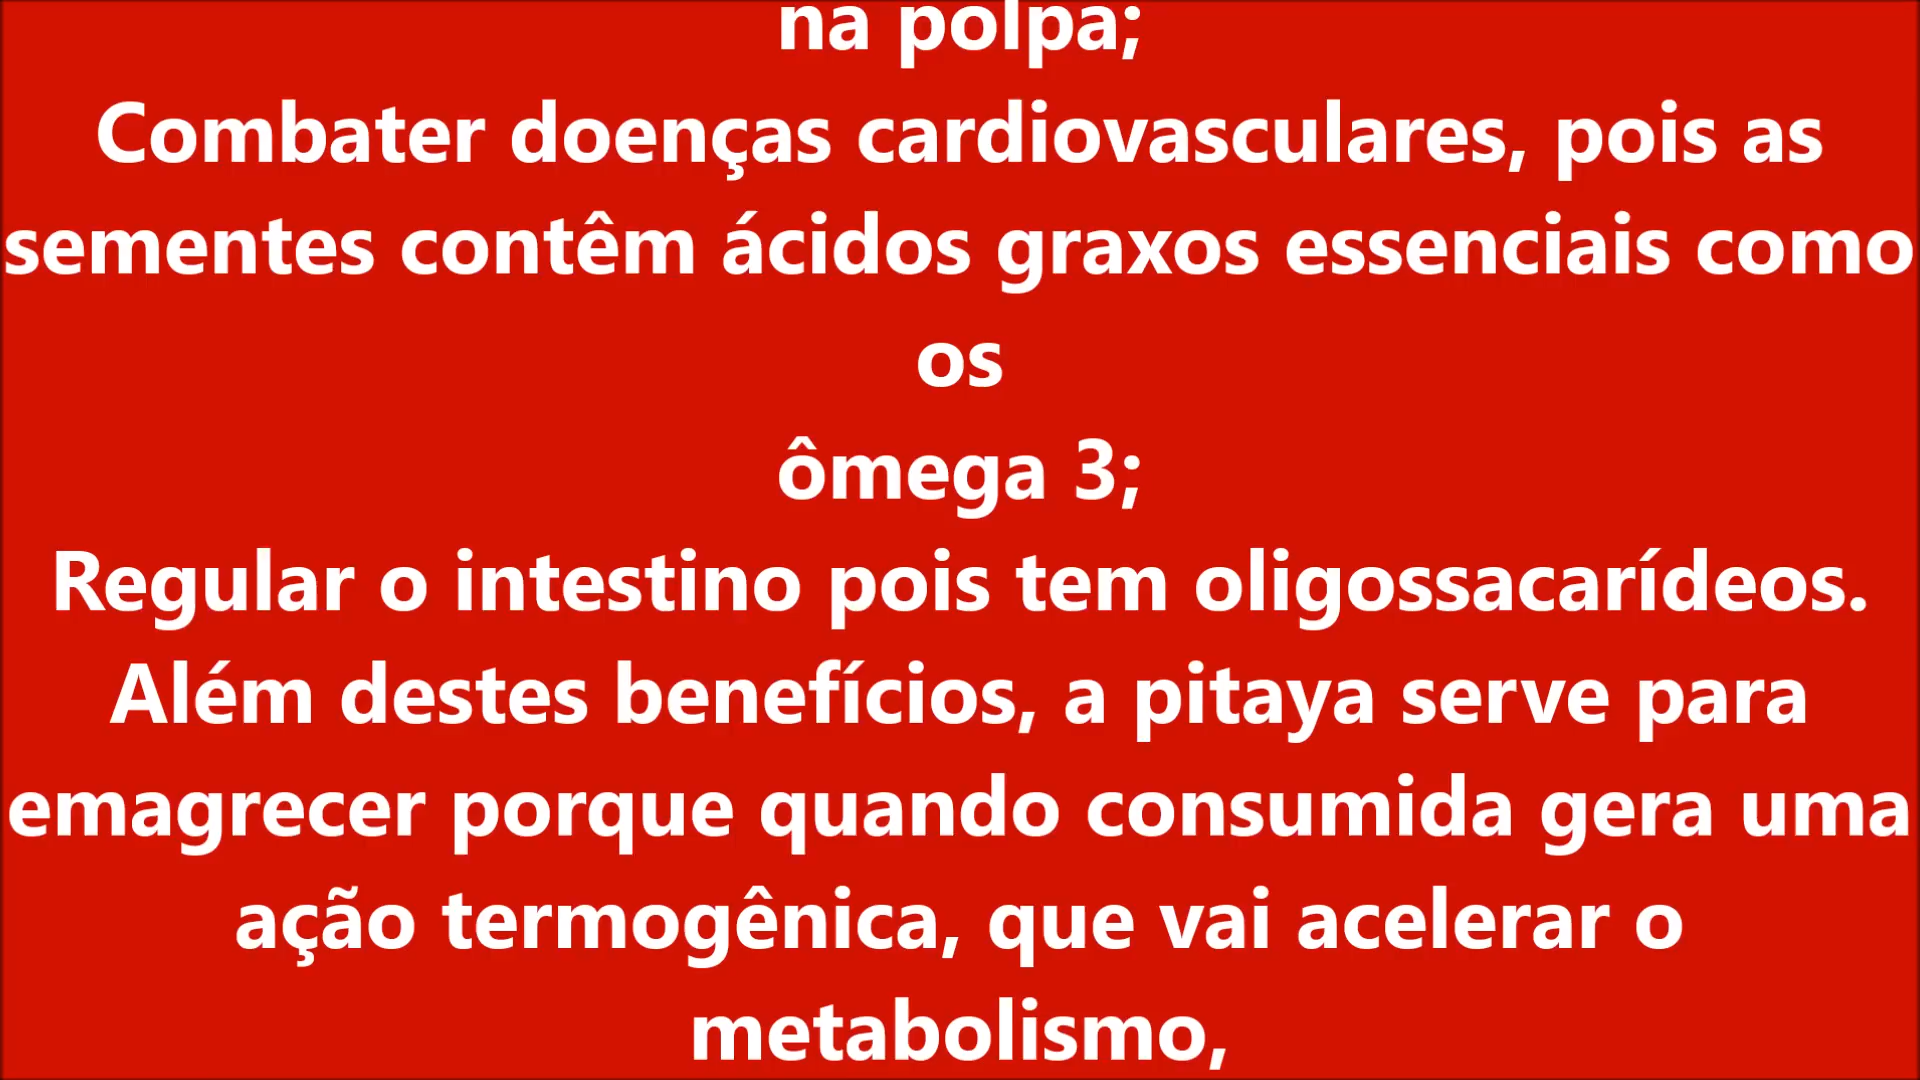 na polpa;
Combater doenças cardiovasculares, pois as
sementes contêm ácidos graxos essenciais como
os
ômega 3;
Regular o intestino pois tem oligossacarídeos.
Além destes benefícios, a pitaya serve para
emagrecer porque quando consumida gera uma
ação termogênica, que vai acelerar o
metabolismo,